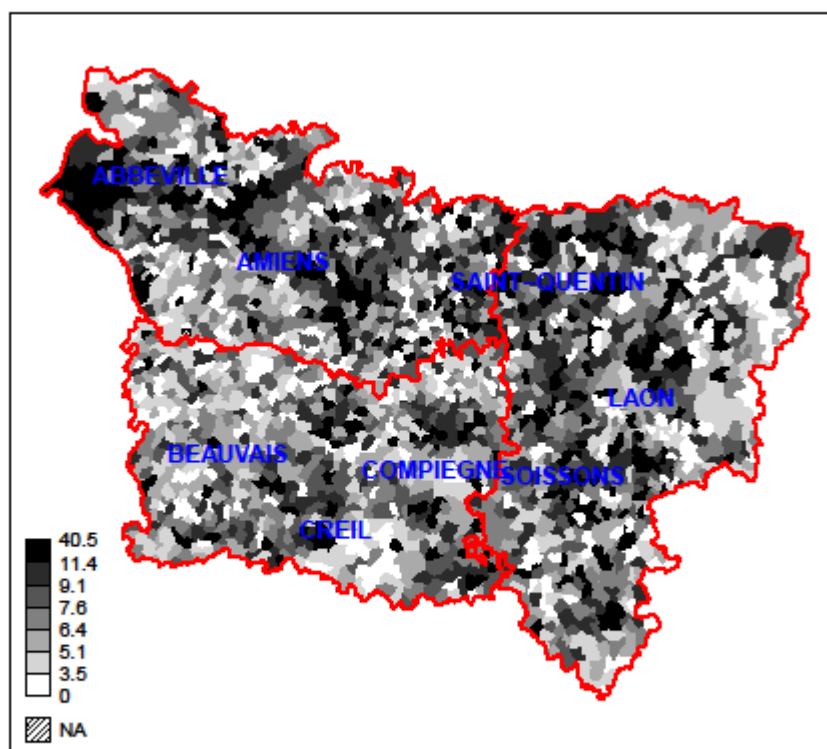 ABBEVILLE
AMIENS
SAINT-QUENTIN
LAON
BEAUVAIS
COMPIEGNE
SOISSONS
CREIL
40.5
11.4
9.1
7.6
6.4
5.1
3.5
0
NA